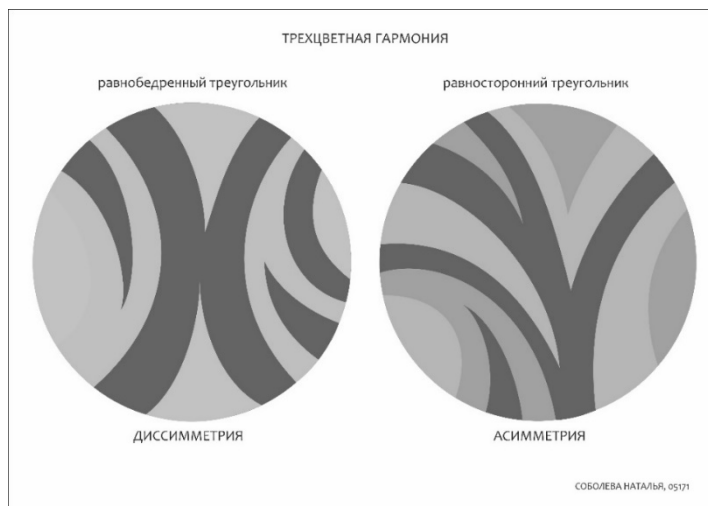 ТРЕХЦВЕТНАЯ ГАРМОНИЯ
равнобедренный треугольник
равносторонний треугольник
ДИССИММЕТРИЯ
АСИММЕТРИЯ
СОБОЛЕВА НАТАЛЬЯ, 05171